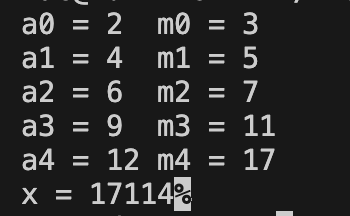 a0 = 2  m0 = 3
a1 = 4  m1 = 5
a2 = 6  m2 = 7
a3 = 9  m3 = 11
a4 = 12 m4 = 17
x = 17114%